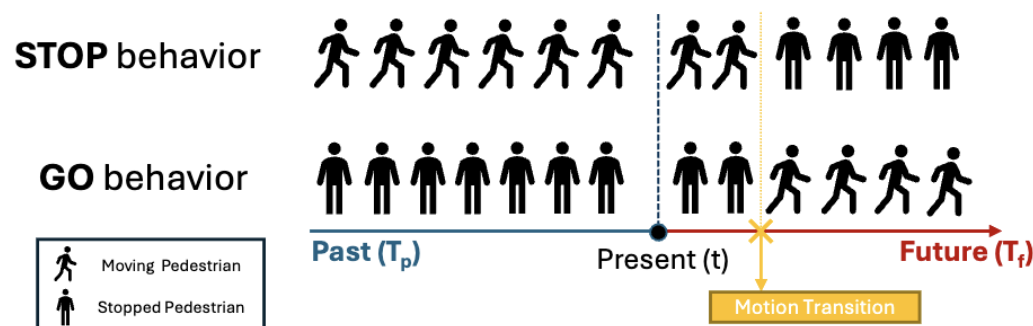 STOP behavior
GO behavior
Past (Tp)
Present (t)
Future (Tf)
Moving Pedestrian
Stopped Pedestrian
Motion Transition